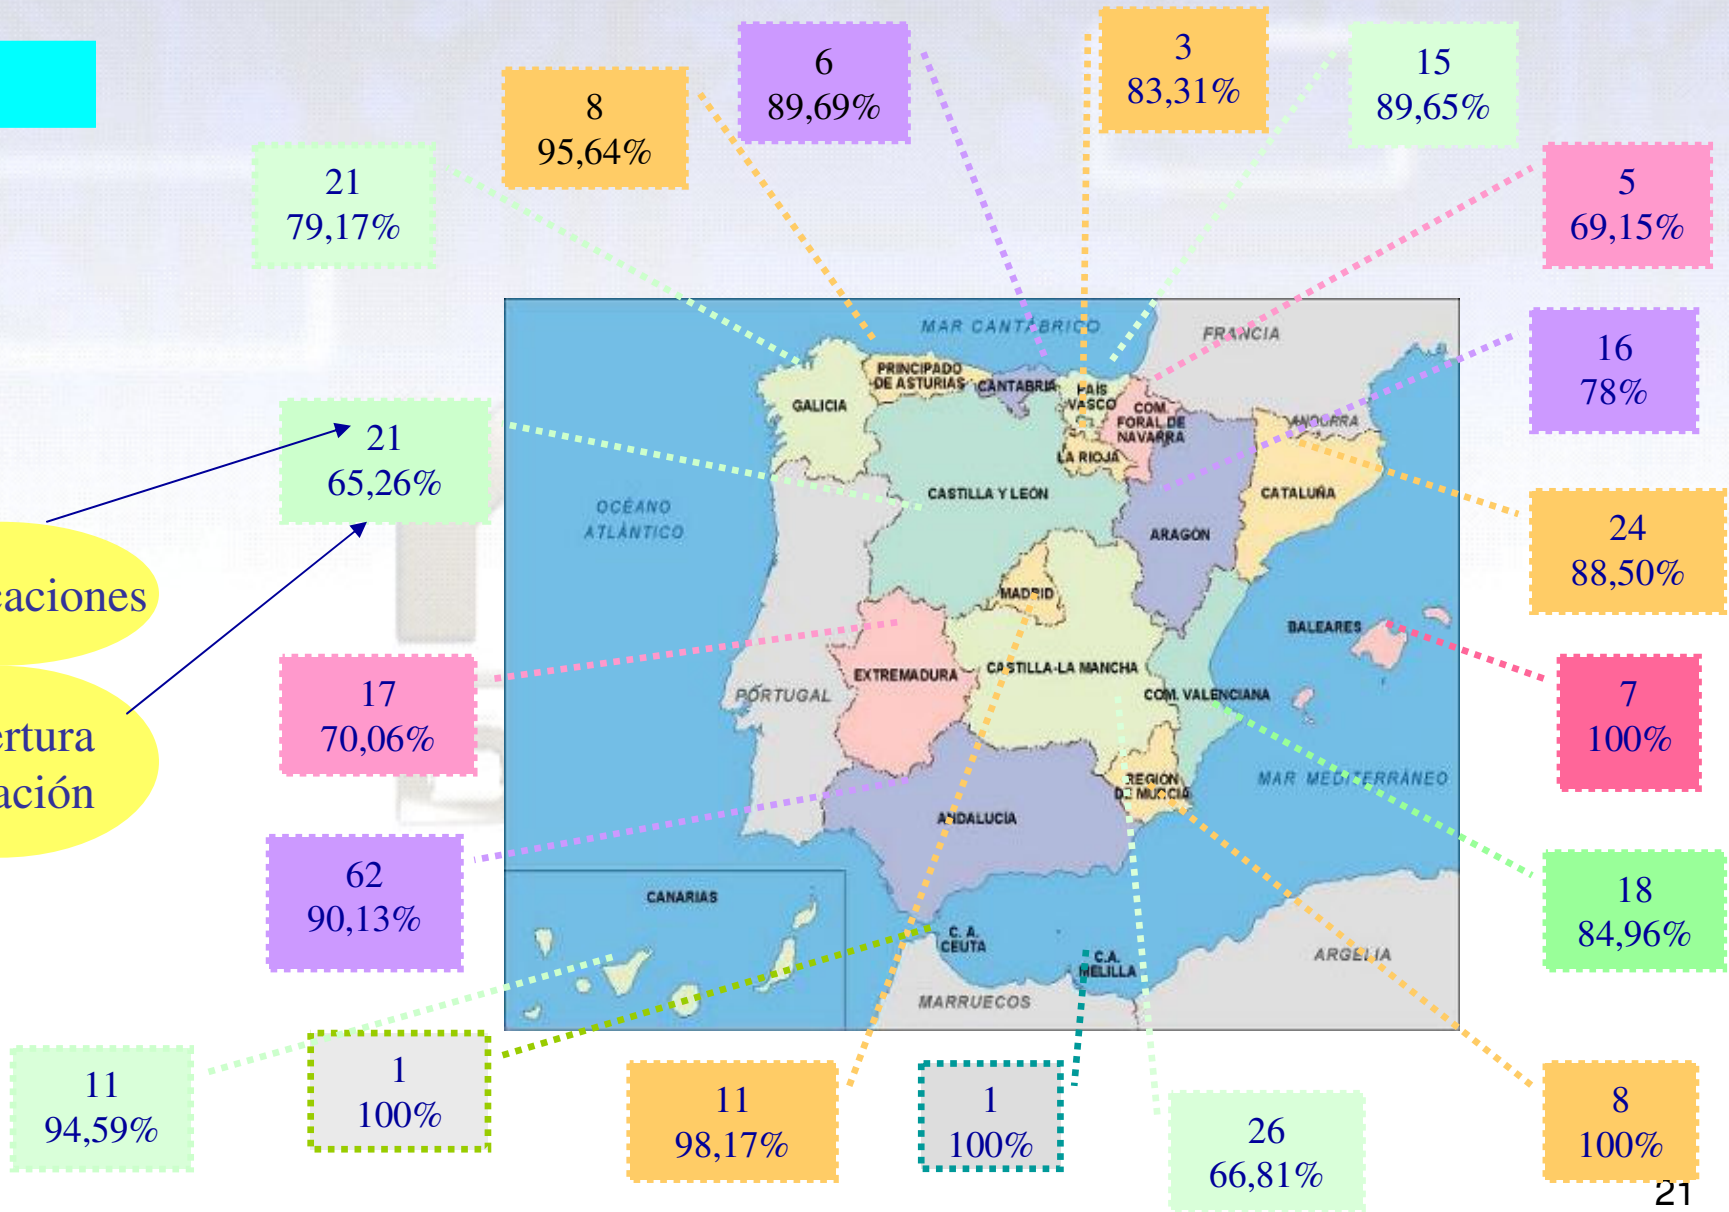 6
89,69%
3
83,31%
15
89,65%
8
95,64%
21
79,17%
5
69,15%
16
78%
21
65,26%
24
88,50%
17
70,06%
7
100%
62
90,13%
18
84,96%
11
94,59%
1
100%
11
98,17%
1
100%
26
66,81%
8
100%
caciones
ertura
ación
MAR CANTÁBRICO
FRANCIA
PRINCIPADO
DE ASTURIAS
CANTABRIA
PAÍS
VASCO
GALICIA
COM.
FORAL DE
NAVARRA
ANDORRA
LA RIOJA
CASTILLA Y LEÓN
CATALUÑA
OCÉANO
ATLÁNTICO
ARAGÓN
MADRID
BALEARES
EXTREMADURA
CASTILLA-LA MANCHA
PORTUGAL
COM. VALENCIANA
REGIÓN
DE MURCIA
MAR MEDITERRÁNEO
ANDALUCÍA
CANARIAS
C. A.
CEUTA
C.A.
MELILLA
ARGELIA
MARRUECOS
21